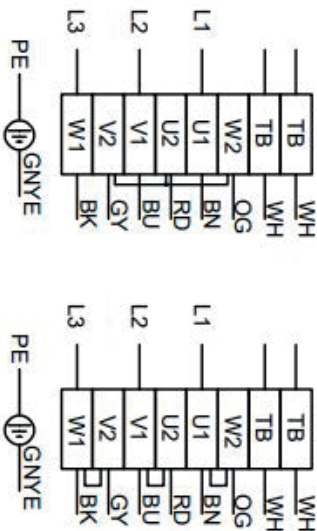 L3 L2 L1
PE W1 V2 V1 U2 U1 W2 TB TB
GNYE BK GY BU RD BN OG WH WH
L3 L2 L1
PE W1 V2 V1 U2 U1 W2 TB TB
GNYE BK GY BU RD BN OG WH WH